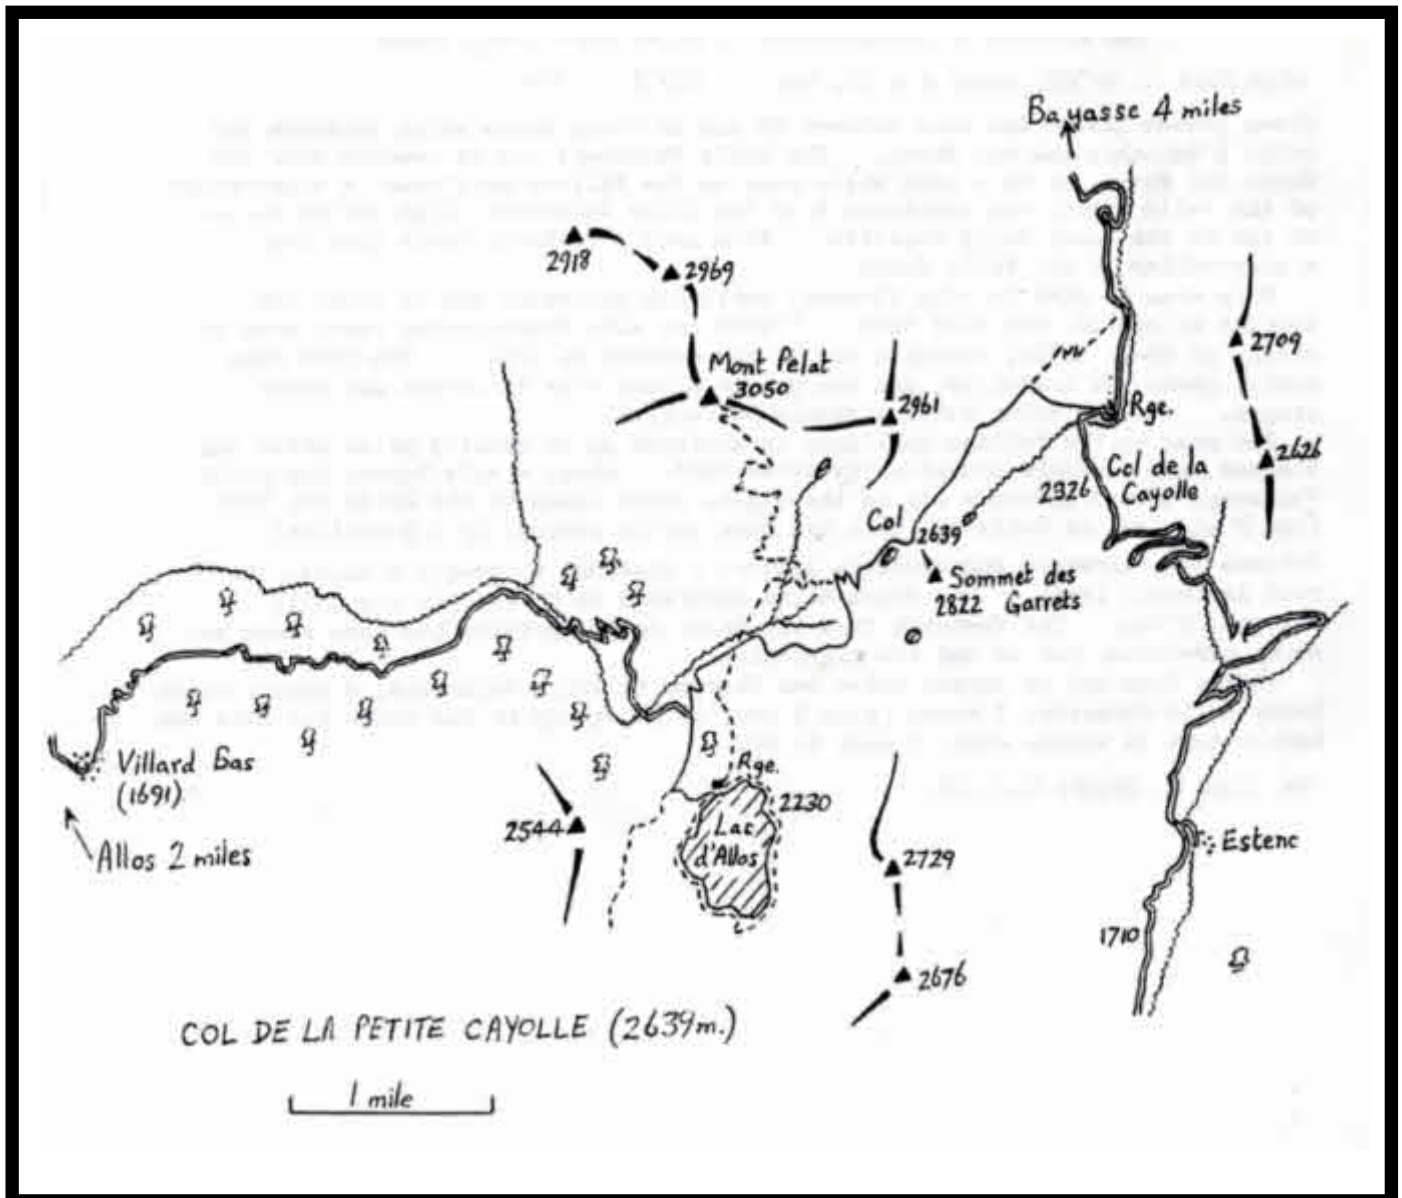 Bayasse 4 miles
2918
2969
Mont Pelat
3050
2961
2709
Rge.
2626
Col de la
Cayolle
2326
Col
2639
Sommet des
2822 Garrets
Villard Bas
(1691)
Allos 2 miles
Rge.
2230
2544
Lac
d'Allos
2729
Estenc
1710
2676
COL DE LA PETITE CAYOLLE (2639m.)
1 mile